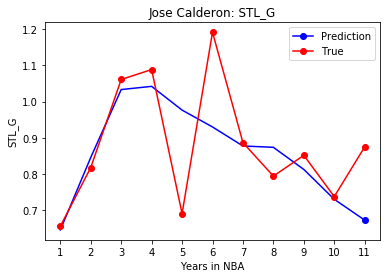 Jose Calderon: STL_G
Prediction
True
1.2
1.1
1.0
0.9
0.8
0.7
STL_G
1 2 3 4 5 6 7 8 9 10 11
Years in NBA